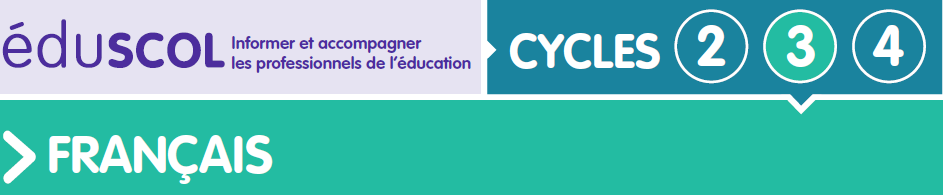 éduSCOL
Informer et accompagner
les professionnels de l'éducation
CYCLES 2 3 4
FRANÇAIS